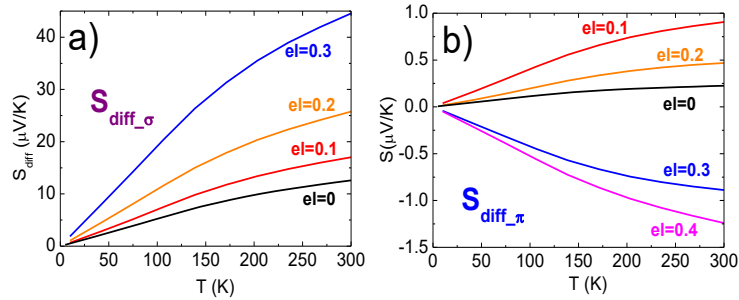 a)
S_diff_σ
el=0.3
el=0.2
el=0.1
el=0
S_diff (μV/K)
40
30
20
10
0
0 50 100 150 200 250 300
T (K)
b)
el=0.1
el=0.2
el=0
el=0.3
el=0.4
S_diff_π
S(μV/K)
1.0
0.5
0.0
-0.5
-1.0
-1.5
0 50 100 150 200 250 300
T (K)